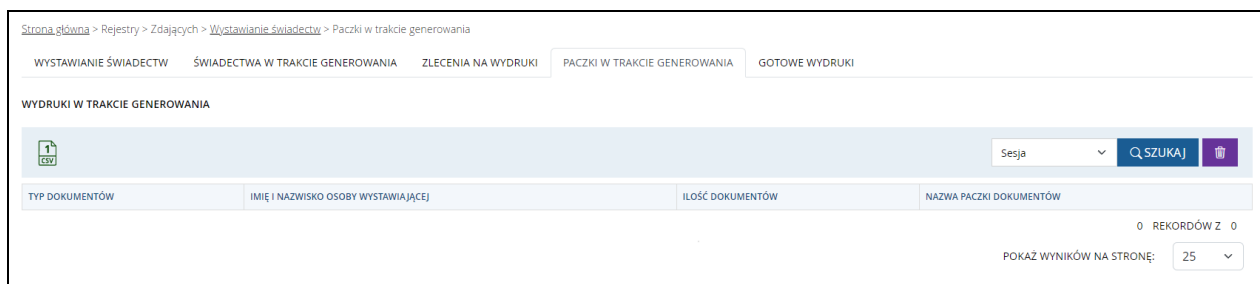 Strona główna > Rejestry > Zdających > Wystawianie świadectw > Paczki w trakcie generowania
WYSTAWIANIE ŚWIADECTW ŚWIADECTWA W TRAKCIE GENEROWANIA ZLECENIA NA WYDRUKI PACZKI W TRAKCIE GENEROWANIA GOTOWE WYDRUKI
WYDRUKI W TRAKCIE GENEROWANIA
1 CSV Sesja SZUKAJ
TYP DOKUMENTÓW IMIĘ I NAZWISKO OSOBY WYSTAWIAJĄCEJ ILOŚĆ DOKUMENTÓW NAZWA PACZKI DOKUMENTÓW
0 REKORDÓW Z 0
POKAŻ WYNIKÓW NA STRONĘ: 25